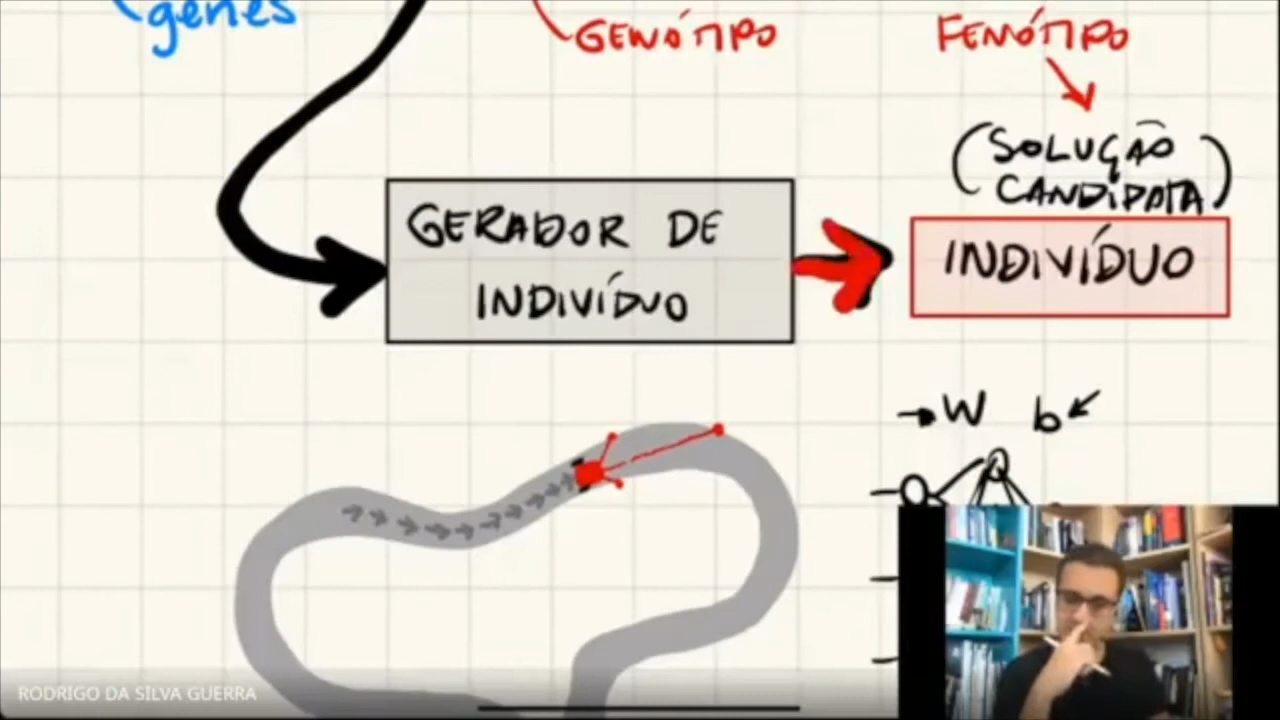 genes
GENÓTIPO
FENÓTIPO
(SOLUÇÃO
CANDIDATA)
GERADOR DE
INDIVÍDUO
INDIVÍDUO
W b
RODRIGO DA SILVA GUERRA